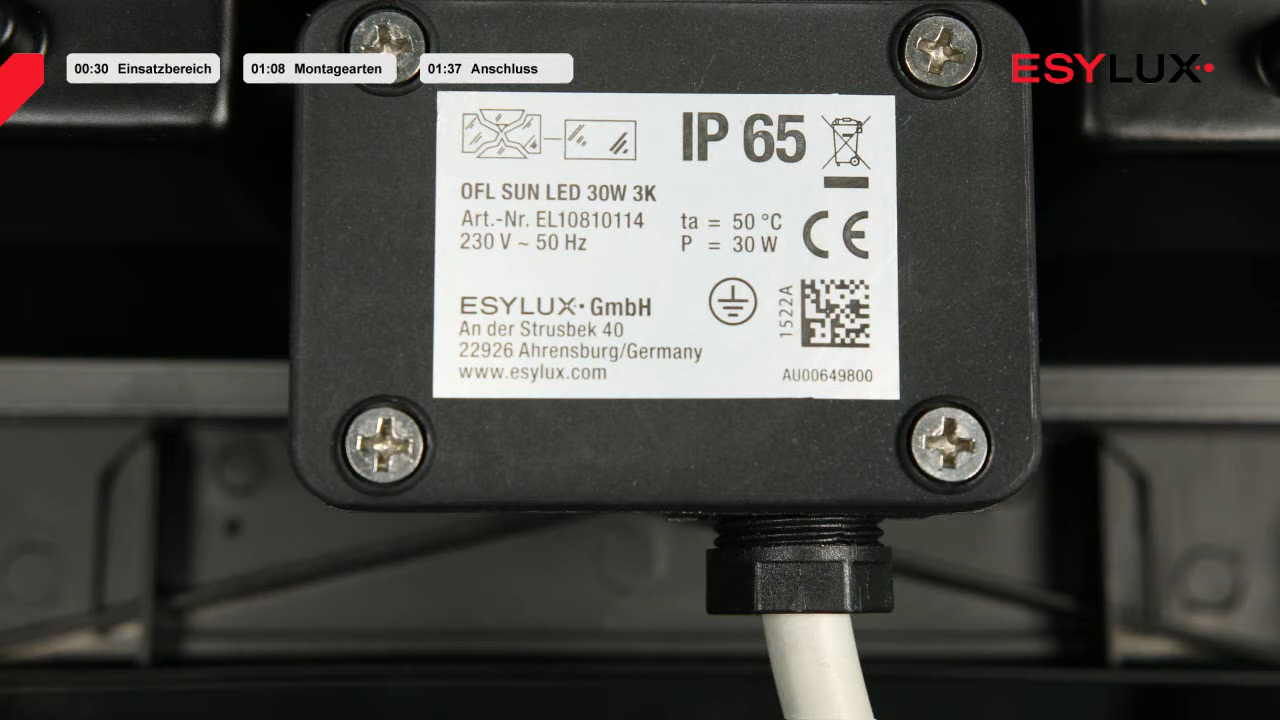 00:30 Einsatzbereich
01:08 Montagearten
01:37 Anschluss
ESYLUX
IP 65
OFL SUN LED 30W 3K
Art.-Nr. EL10810114
230 V ~ 50 Hz
ta = 50 °C
P = 30 W
CE
ESYLUX GmbH
An der Strusbek 40
22926 Ahrensburg/Germany
www.esylux.com
1522A
AU00649800